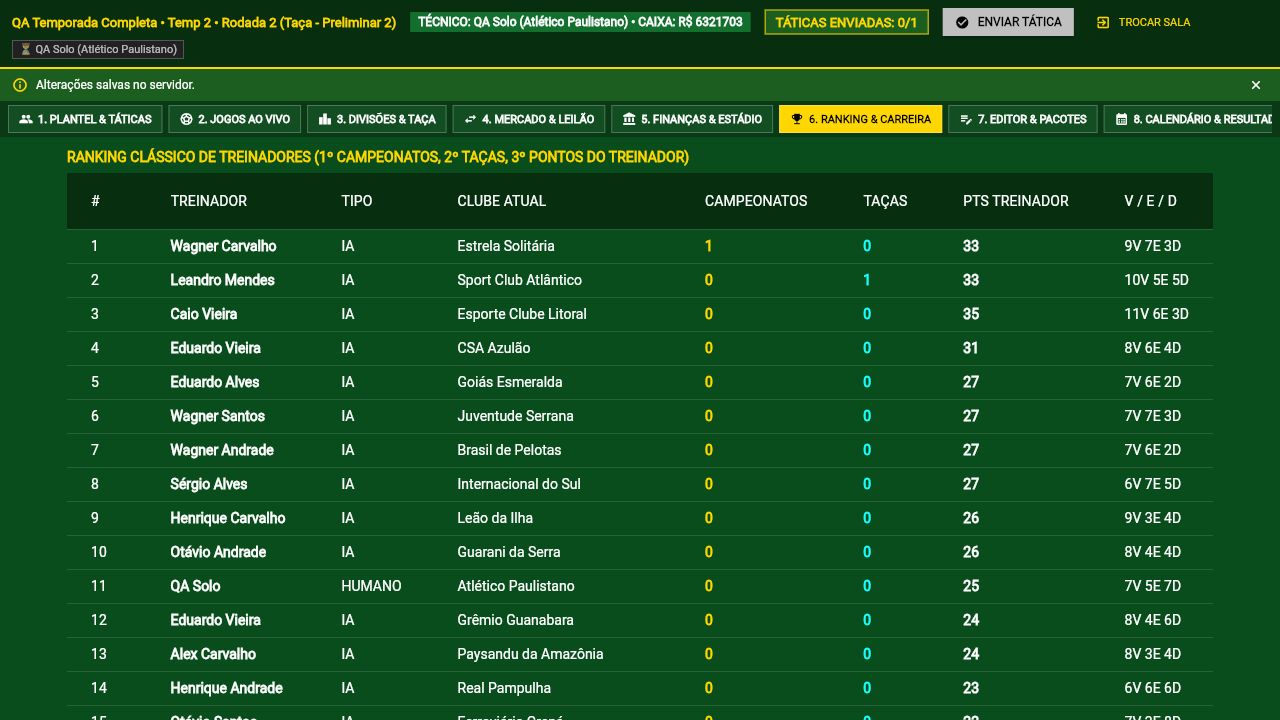 QA Temporada Completa • Temp 2 • Rodada 2 (Taça - Preliminar 2) TÉCNICO: QA Solo (Atlético Paulistano) • CAIXA: R$ 6321703 TÁTICAS ENVIADAS: 0/1 ENVIAR TÁTICA TROCAR SALA
⏳ QA Solo (Atlético Paulistano)
Alterações salvas no servidor.
1. PLANTEL & TÁTICAS 2. JOGOS AO VIVO 3. DIVISÕES & TAÇA 4. MERCADO & LEILÃO 5. FINANÇAS & ESTÁDIO 6. RANKING & CARREIRA 7. EDITOR & PACOTES 8. CALENDÁRIO & RESULTAD
RANKING CLÁSSICO DE TREINADORES (1º CAMPEONATOS, 2º TAÇAS, 3º PONTOS DO TREINADOR)
# TREINADOR TIPO CLUBE ATUAL CAMPEONATOS TAÇAS PTS TREINADOR V / E / D
1 Wagner Carvalho IA Estrela Solitária 1 0 33 9V 7E 3D
2 Leandro Mendes IA Sport Club Atlântico 0 1 33 10V 5E 5D
3 Caio Vieira IA Esporte Clube Litoral 0 0 35 11V 6E 3D
4 Eduardo Vieira IA CSA Azulão 0 0 31 8V 6E 4D
5 Eduardo Alves IA Goiás Esmeralda 0 0 27 7V 6E 2D
6 Wagner Santos IA Juventude Serrana 0 0 27 7V 7E 3D
7 Wagner Andrade IA Brasil de Pelotas 0 0 27 7V 6E 2D
8 Sérgio Alves IA Internacional do Sul 0 0 27 6V 7E 5D
9 Henrique Carvalho IA Leão da Ilha 0 0 26 9V 3E 4D
10 Otávio Andrade IA Guarani da Serra 0 0 26 8V 4E 4D
11 QA Solo HUMANO Atlético Paulistano 0 0 25 7V 5E 7D
12 Eduardo Vieira IA Grêmio Guanabara 0 0 24 8V 4E 6D
13 Alex Carvalho IA Paysandu da Amazônia 0 0 24 8V 3E 4D
14 Henrique Andrade IA Real Pampulha 0 0 23 6V 6E 6D